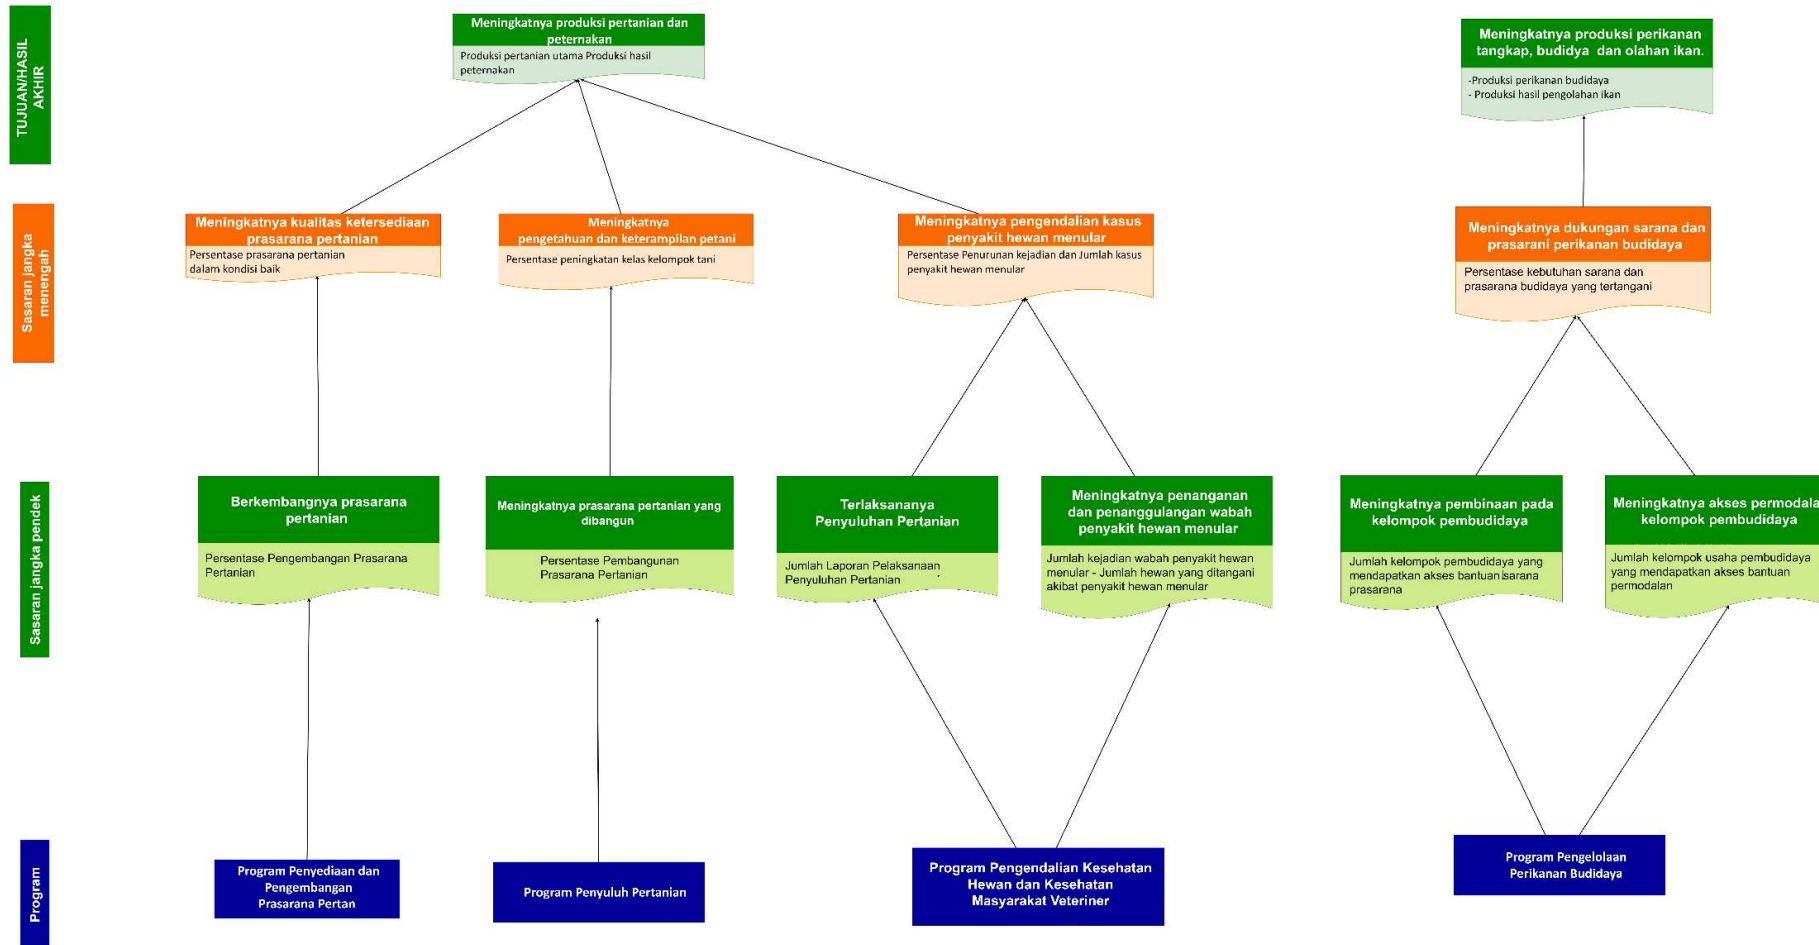 TUJUAN/HASIL
AKHIR
Meningkatnya produksi pertanian dan
peternakan
Produksi pertanian utama Produksi hasil
peternakan
Meningkatnya produksi perikanan
tangkap, budidya dan olahan ikan.
-Produksi perikanan budidaya
- Produksi hasil pengolahan ikan
Sasaran jangka
menengah
Meningkatnya kualitas ketersediaan
prasarana pertanian
Persentase prasarana pertanian
dalam kondisi baik
Meningkatnya
pengetahuan dan keterampilan petani
Persentase peningkatan kelas kelompok tani
Meningkatnya pengendalian kasus
penyakit hewan menular
Persentase Penurunan kejadian dan Jumlah kasus
penyakit hewan menular
Meningkatnya dukungan sarana dan
prasarani perikanan budidaya
Persentase kebutuhan sarana dan
prasarana budidaya yang tertangani
Sasaran jangka pendek
Berkembangnya prasarana
pertanian
Persentase Pengembangan Prasarana
Pertanian
Meningkatnya prasarana pertanian yang
dibangun
Persentase Pembangunan
Prasarana Pertanian
Terlaksananya
Penyuluhan Pertanian
Jumlah Laporan Pelaksanaan
Penyuluhan Pertanian
Meningkatnya penanganan
dan penanggulangan wabah
penyakit hewan menular
Jumlah kejadian wabah penyakit hewan
menular - Jumlah hewan yang ditangani
akibat penyakit hewan menular
Meningkatnya pembinaan pada
kelompok pembudidaya
Jumlah kelompok pembudidaya yang
mendapatkan akses bantuan sarana
prasarana
Meningkatnya akses permodala
kelompok pembudidaya
Jumlah kelompok usaha pembudidaya
yang mendapatkan akses bantuan
permodalan
Program
Program Penyediaan dan
Pengembangan
Prasarana Pertan
Program Penyuluh Pertanian
Program Pengendalian Kesehatan
Hewan dan Kesehatan
Masyarakat Veteriner
Program Pengelolaan
Perikanan Budidaya